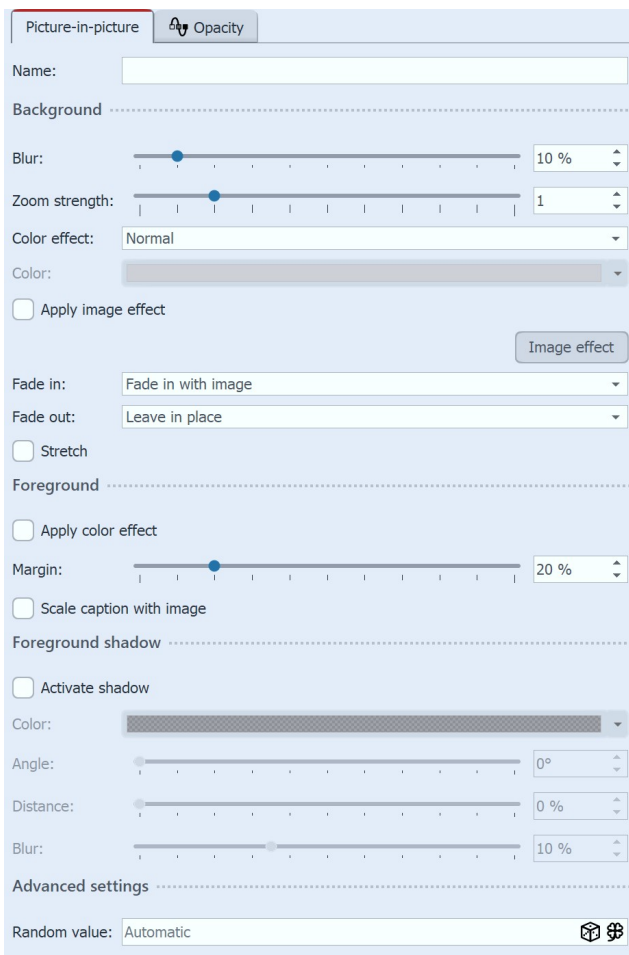 Picture-in-picture Opacity
Name:
Background
Blur: 10 %
Zoom strength: 1
Color effect: Normal
Color:
Apply image effect
Image effect
Fade in: Fade in with image
Fade out: Leave in place
Stretch
Foreground
Apply color effect
Margin: 20 %
Scale caption with image
Foreground shadow
Activate shadow
Color:
Angle: 0°
Distance: 0 %
Blur: 10 %
Advanced settings
Random value: Automatic